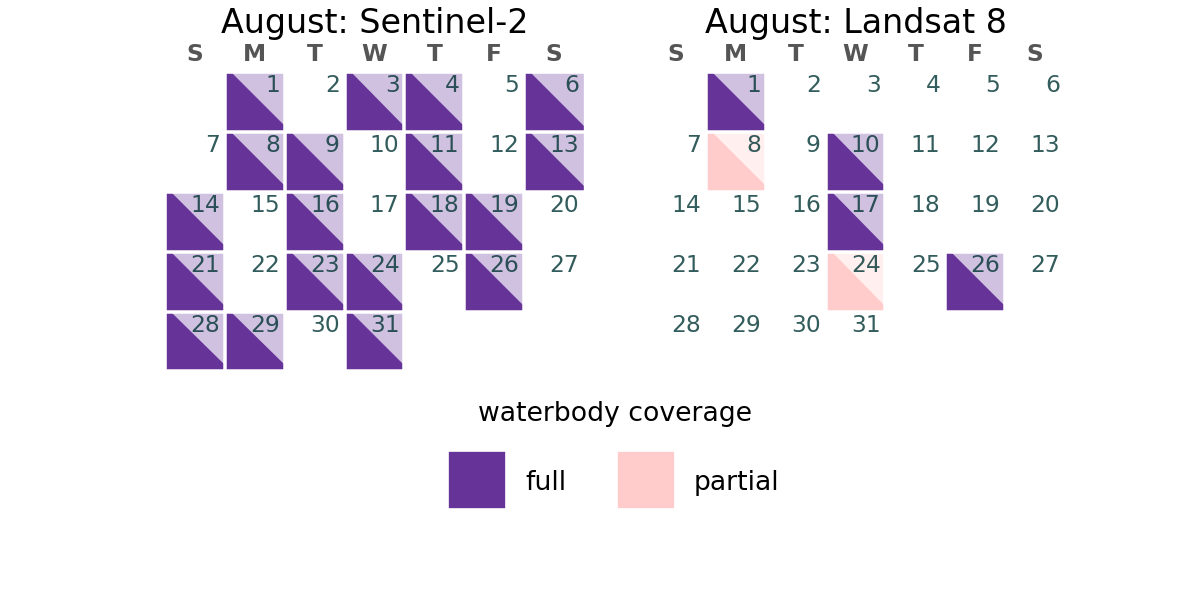 August: Sentinel-2
S M T W T F S
1 2 3 4 5 6
7 8 9 10 11 12 13
14 15 16 17 18 19 20
21 22 23 24 25 26 27
28 29 30 31
August: Landsat 8
S M T W T F S
1 2 3 4 5 6
7 8 9 10 11 12 13
14 15 16 17 18 19 20
21 22 23 24 25 26 27
28 29 30 31
waterbody coverage
full partial